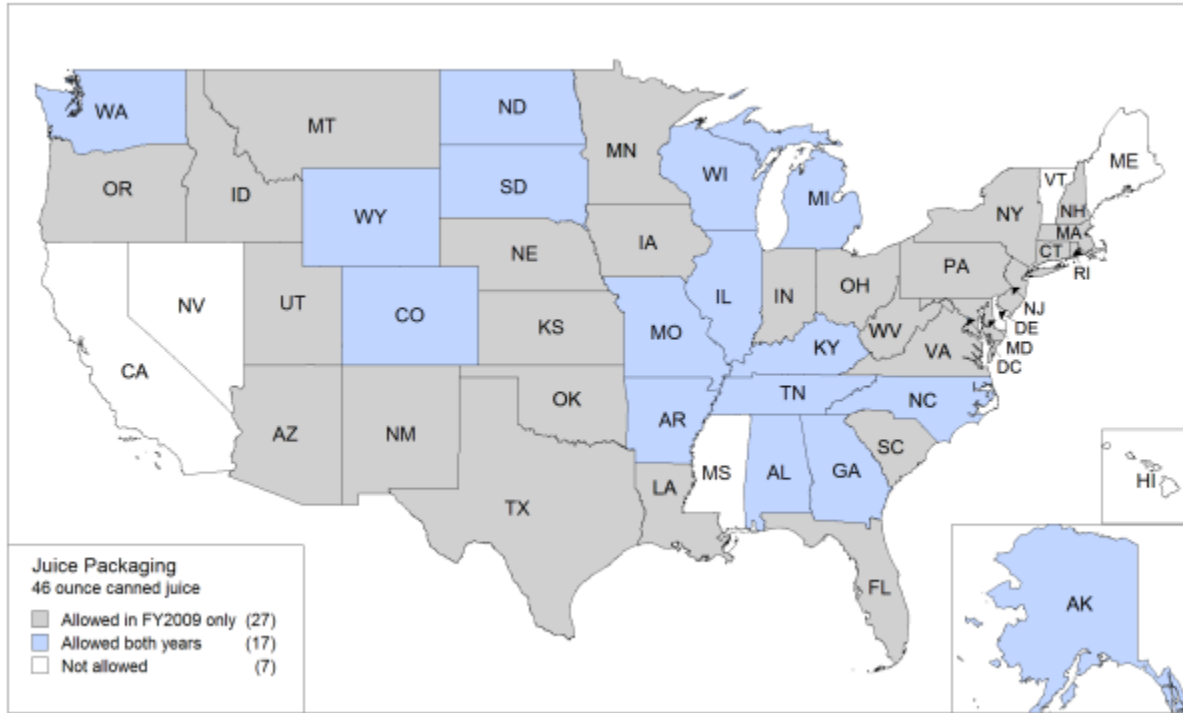 WA
ND
MT
MN
ME
OR
ID
SD
WI
VT
WY
MI
NY
NH
MA
CT
RI
NE
IA
PA
NV
UT
CO
IL
IN
OH
NJ
DE
MD
DC
WV
VA
KS
MO
KY
CA
OK
TN
NC
AZ
NM
AR
SC
MS
AL
GA
HI
LA
TX
FL
AK
Juice Packaging
46 ounce canned juice
Allowed in FY2009 only (27)
Allowed both years (17)
Not allowed (7)